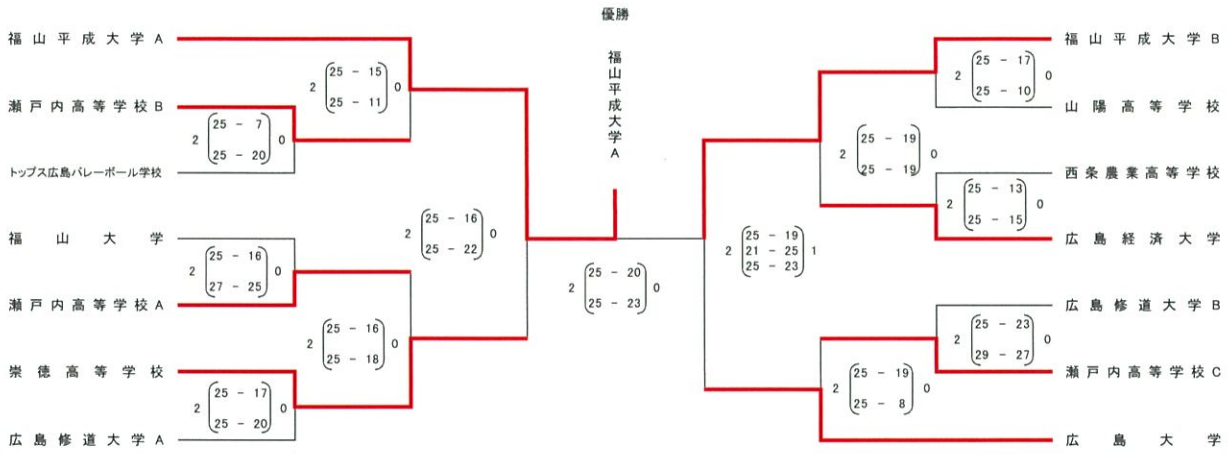 優勝
福山平成大学A
福山平成大学A
瀬戸内高等学校B
トップス広島バレーボール学校
福山大学
瀬戸内高等学校A
崇徳高等学校
広島修道大学A
2 25 - 15 0
25 - 11
2 25 - 7 0
25 - 20
2 25 - 16 0
25 - 22
2 25 - 16 0
27 - 25
2 25 - 16 0
25 - 18
2 25 - 17 0
25 - 20
2 25 - 20 0
25 - 23
2 25 - 19 1
21 - 25
25 - 23
2 25 - 17 0
25 - 10
2 25 - 19 0
25 - 19
2 25 - 13 0
25 - 15
2 25 - 23 0
29 - 27
2 25 - 19 0
25 - 8
福山平成大学B
山陽高等学校
西条農業高等学校
広島経済大学
広島修道大学B
瀬戸内高等学校C
広島大学